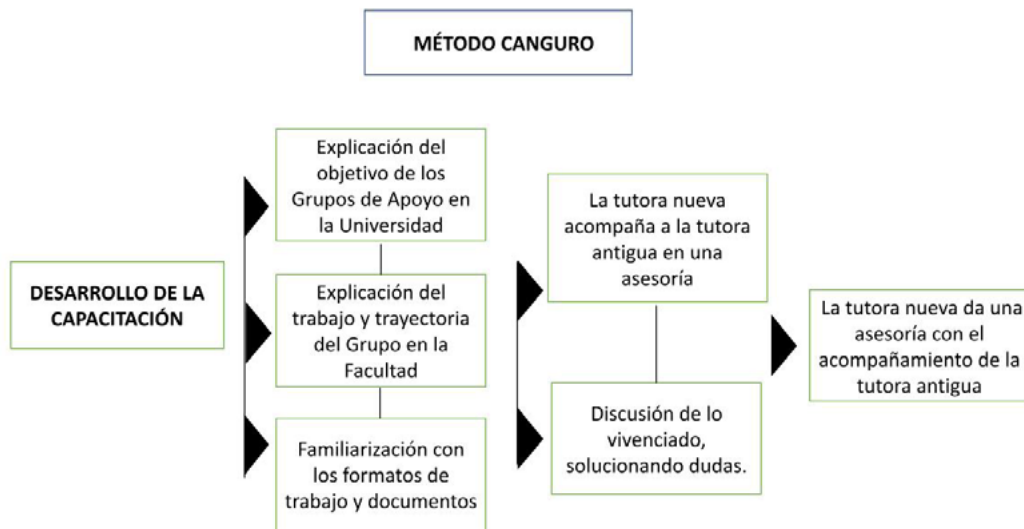 MÉTODO CANGURO
DESARROLLO DE LA
CAPACITACIÓN
Explicación del
objetivo de los
Grupos de Apoyo en
la Universidad
Explicación del
trabajo y trayectoria
del Grupo en la
Facultad
Familiarización con
los formatos de
trabajo y documentos
La tutora nueva
acompaña a la tutora
antigua en una
asesoría
Discusión de lo
vivenciado,
solucionando dudas.
La tutora nueva da una
asesoría con el
acompañamiento de la
tutora antigua